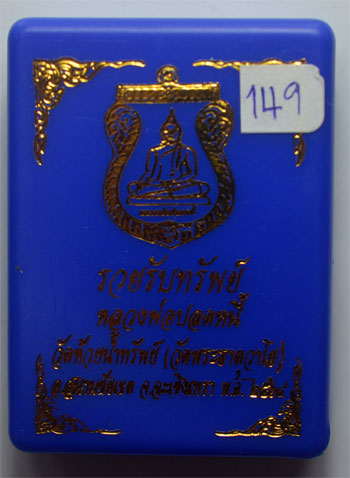 149
รวยรับทรัพย์
หลวงพ่อปลดหนี้
วัดห้วยน้ำทรัพย์ (วัดพระธาตุวาโย)
อ.สนามชัยเขต จ.ฉะเชิงเทรา พ.ศ.